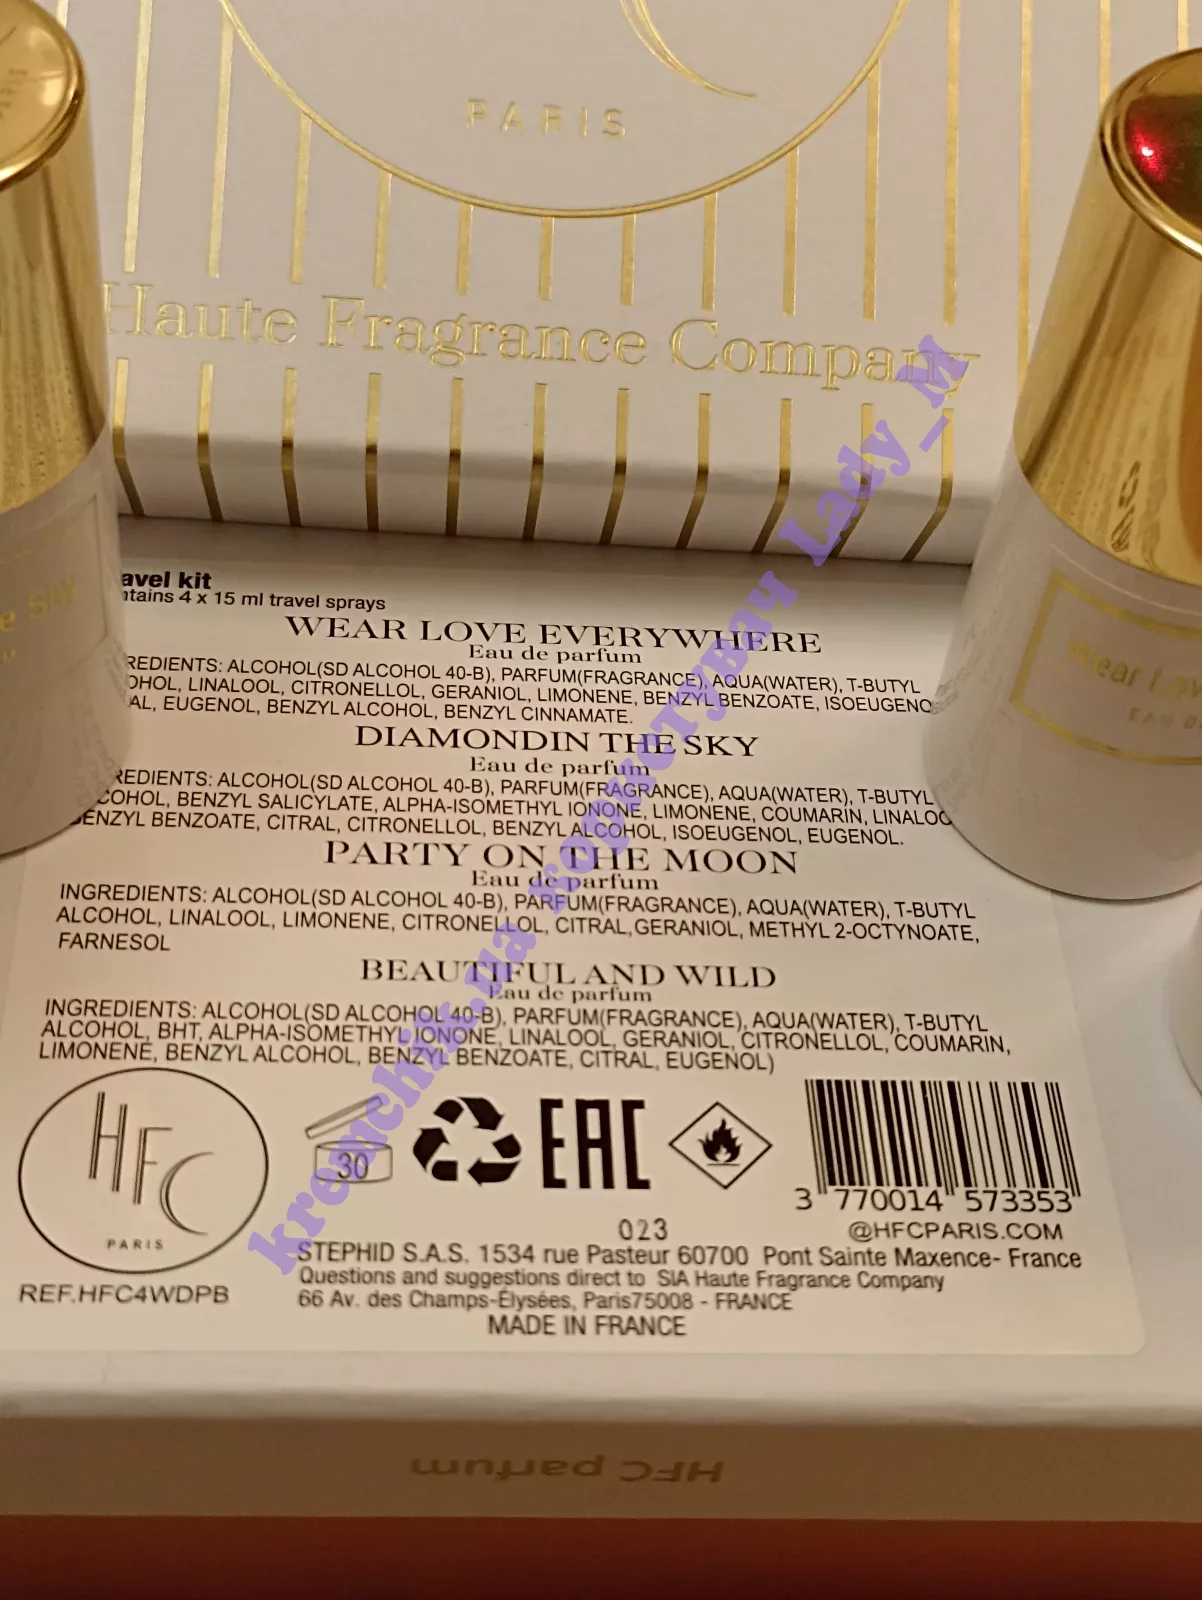 PARIS
Haute Fragrance Company
avel kit
ntains 4 x 15 ml travel sprays
WEAR LOVE EVERYWHERE
Eau de parfum
REDIENTS: ALCOHOL(SD ALCOHOL 40-B), PARFUM(FRAGRANCE), AQUA(WATER), T-BUTYL
OHOL, LINALOOL, CITRONELLOL, GERANIOL, LIMONENE, BENZYL BENZOATE, ISOEUGENO
AL, EUGENOL, BENZYL ALCOHOL, BENZYL CINNAMATE.
DIAMONDIN THE SKY
Eau de parfum
REDIENTS: ALCOHOL(SD ALCOHOL 40-B), PARFUM(FRAGRANCE), AQUA(WATER), T-BUTYL
COHOL, BENZYL SALICYLATE, ALPHA-ISOMETHYL IONONE, LIMONENE, COUMARIN, LINALOO
ENZYL BENZOATE, CITRAL, CITRONELLOL, BENZYL ALCOHOL, ISOEUGENOL, EUGENOL.
PARTY ON THE MOON
Eau de parfum
INGREDIENTS: ALCOHOL(SD ALCOHOL 40-B), PARFUM(FRAGRANCE), AQUA(WATER), T-BUTYL
ALCOHOL, LINALOOL, LIMONENE, CITRONELLOL, CITRAL,GERANIOL, METHYL 2-OCTYNOATE,
FARNESOL
BEAUTIFUL AND WILD
Eau de parfum
INGREDIENTS: ALCOHOL(SD ALCOHOL 40-B), PARFUM(FRAGRANCE), AQUA(WATER), T-BUTYL
ALCOHOL, BHT, ALPHA-ISOMETHYL IONONE, LINALOOL, GERANIOL, CITRONELLOL, COUMARIN,
LIMONENE, BENZYL ALCOHOL, BENZYL BENZOATE, CITRAL, EUGENOL)
HFC
PARIS
30
EAC
3 770014 573353
023
@HFCPARIS.COM
REF.HFC4WDPB
STEPHID S.A.S. 1534 rue Pasteur 60700 Pont Sainte Maxence- France
Questions and suggestions direct to SIA Haute Fragrance Company
66 Av. des Champs-Élysées, Paris75008 - FRANCE
MADE IN FRANCE
HFC parfum
e Sky
Wear Lov
EAU D
kremchik.ua коркотувач Lady_M